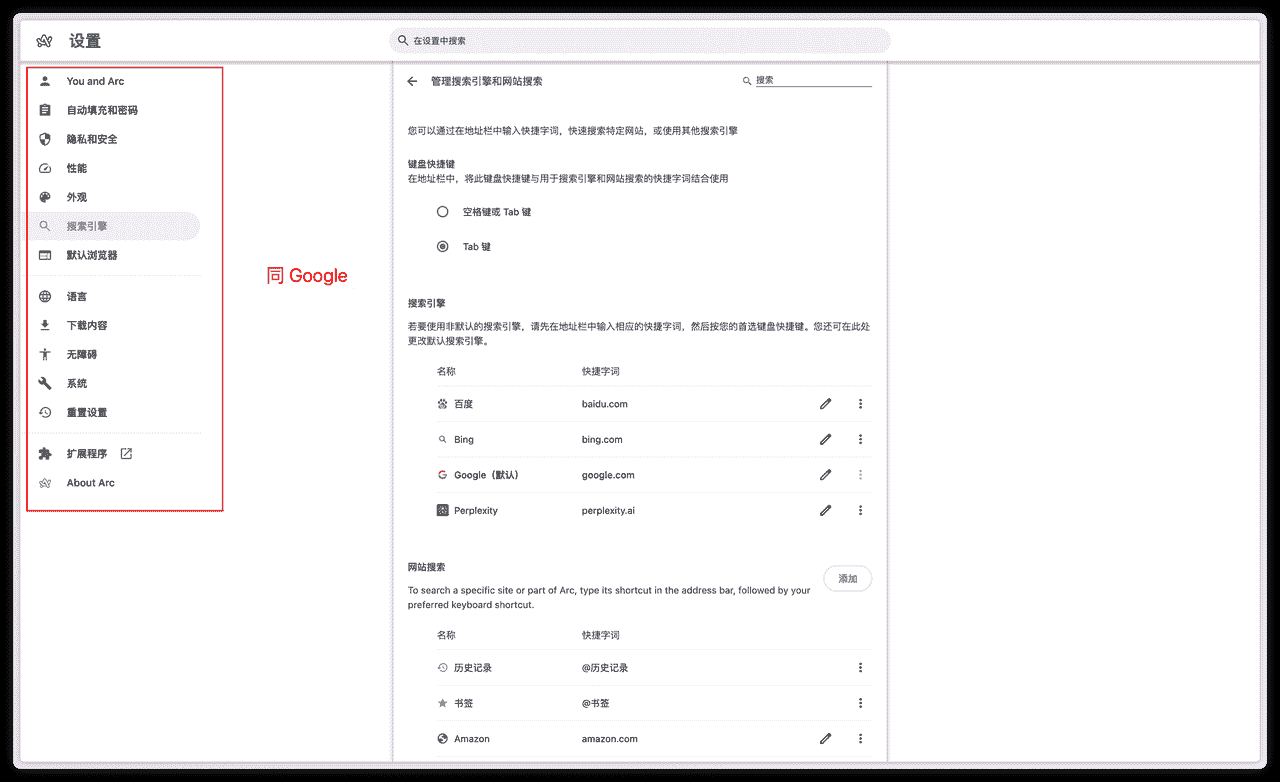 设置
在设置中搜索
You and Arc
自动填充和密码
隐私和安全
性能
外观
搜索引擎
默认浏览器
语言
下载内容
无障碍
系统
重置设置
扩展程序
About Arc
同 Google
管理搜索引擎和网站搜索
搜索
您可以通过在地址栏中输入快捷字词，快速搜索特定网站，或使用其他搜索引擎
键盘快捷键
在地址栏中，将此键盘快捷键与用于搜索引擎和网站搜索的快捷字词结合使用
空格键或 Tab 键
Tab 键
搜索引擎
若要使用非默认的搜索引擎，请先在地址栏中输入相应的快捷字词，然后按您的首选键盘快捷键。您还可在此处
更改默认搜索引擎。
名称 快捷字词
百度 baidu.com
Bing bing.com
Google（默认） google.com
Perplexity perplexity.ai
网站搜索
添加
To search a specific site or part of Arc, type its shortcut in the address bar, followed by your
preferred keyboard shortcut.
名称 快捷字词
历史记录 @历史记录
书签 @书签
Amazon amazon.com